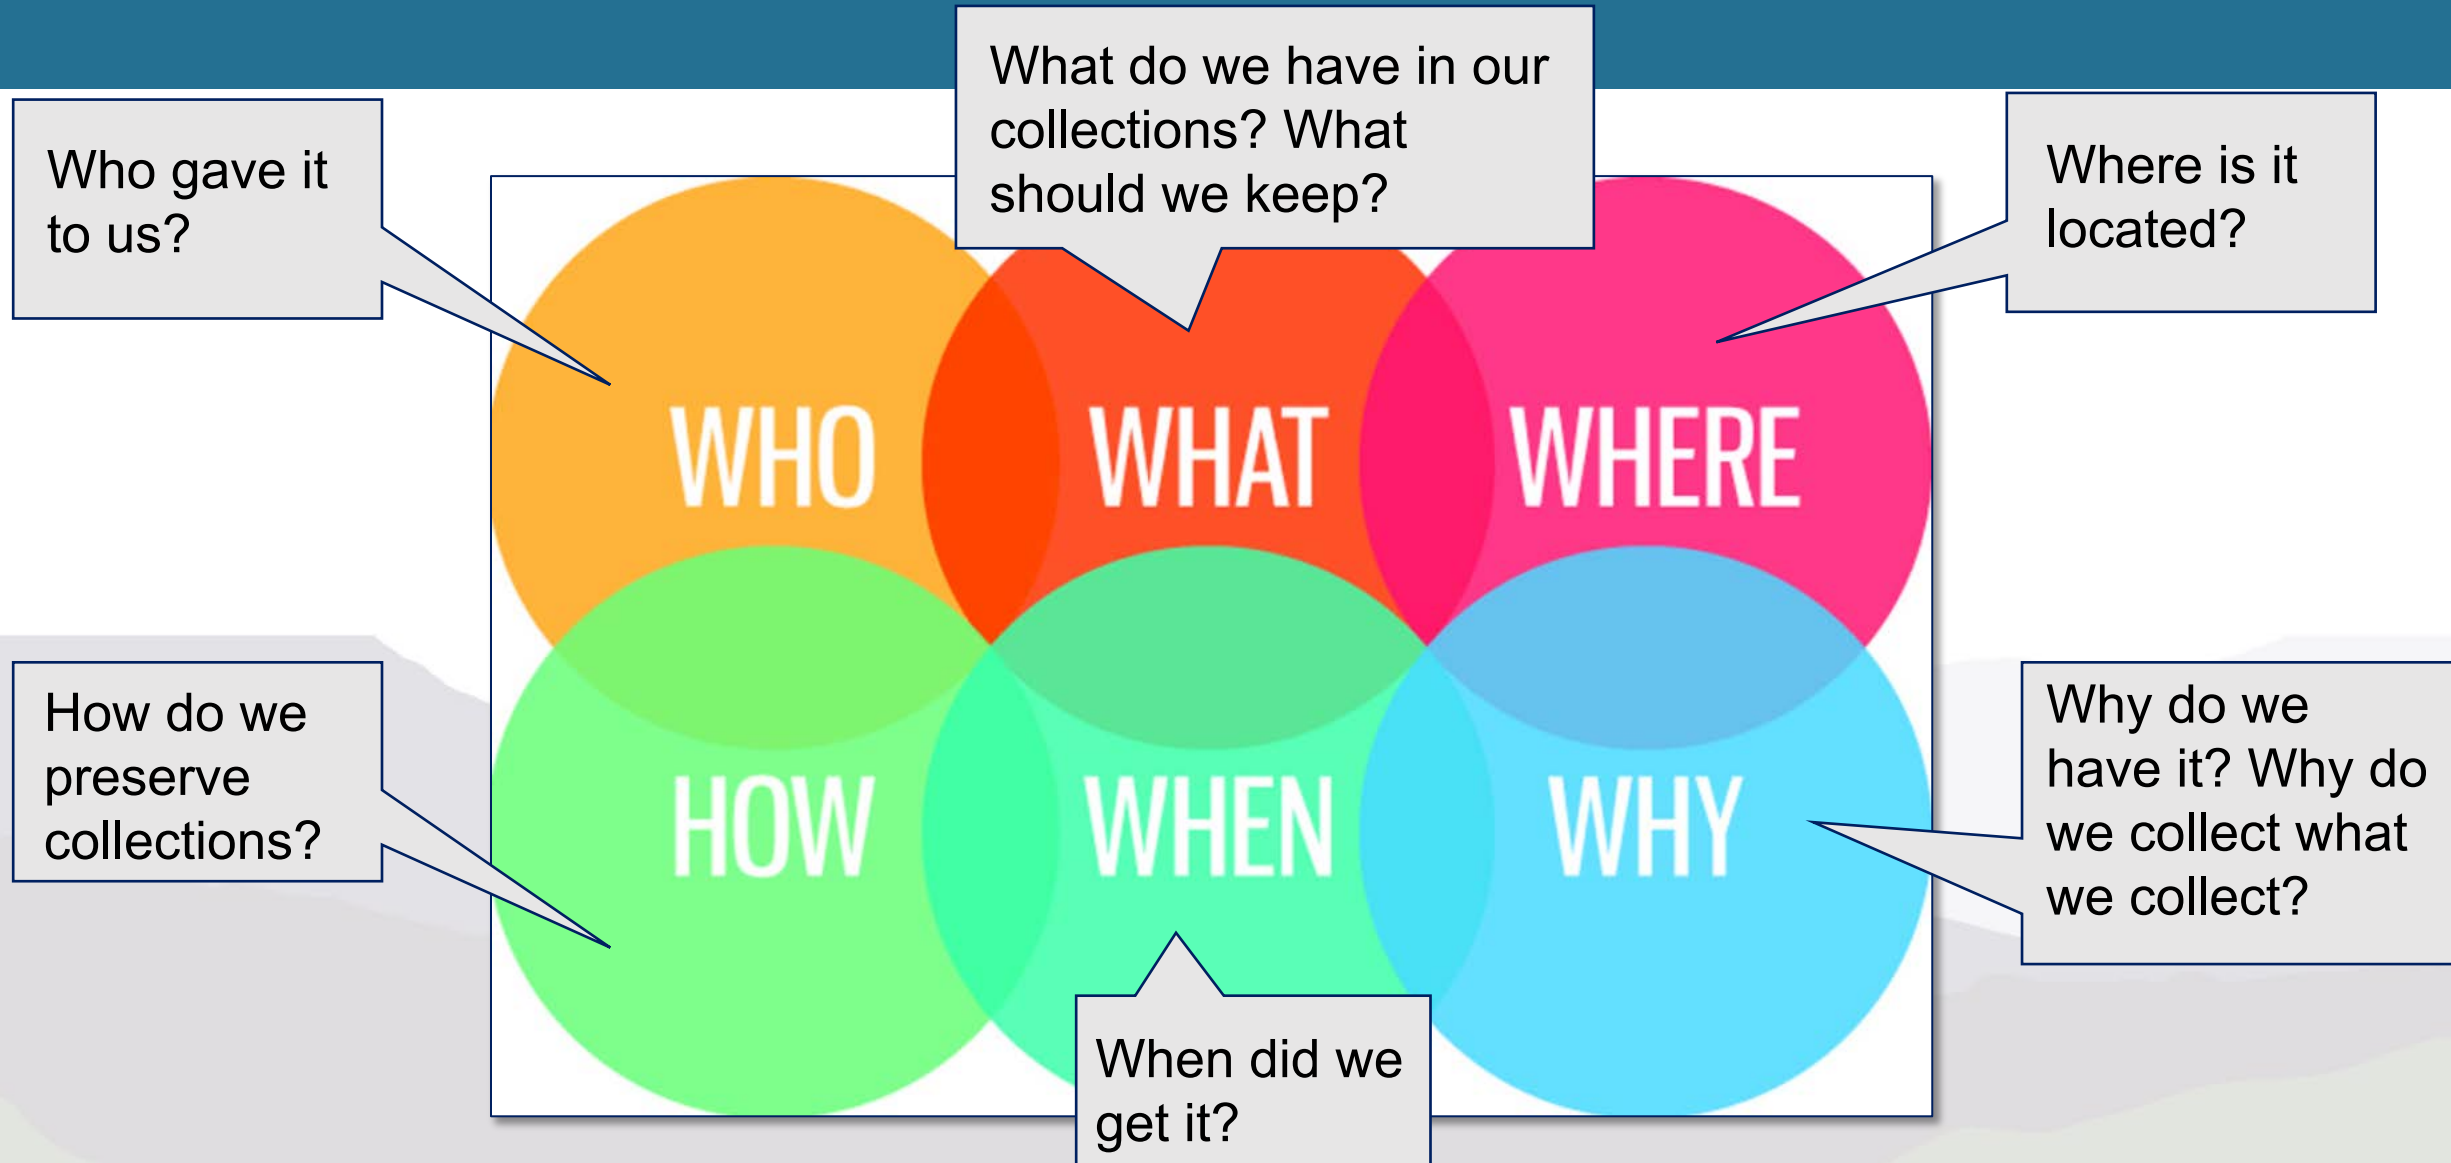 What do we have in our
collections? What
should we keep?
Who gave it
to us?
Where is it
located?
WHO
WHAT
WHERE
How do we
preserve
collections?
HOW
WHEN
WHY
Why do we
have it? Why do
we collect what
we collect?
When did we
get it?